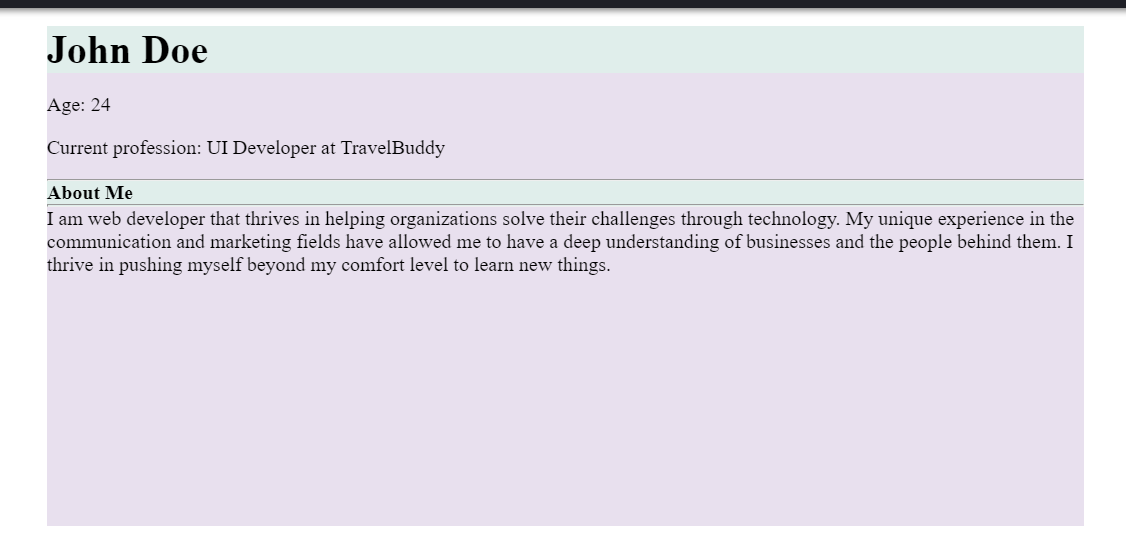 John Doe
Age: 24
Current profession: UI Developer at TravelBuddy
About Me
I am web developer that thrives in helping organizations solve their challenges through technology. My unique experience in the
communication and marketing fields have allowed me to have a deep understanding of businesses and the people behind them. I
thrive in pushing myself beyond my comfort level to learn new things.